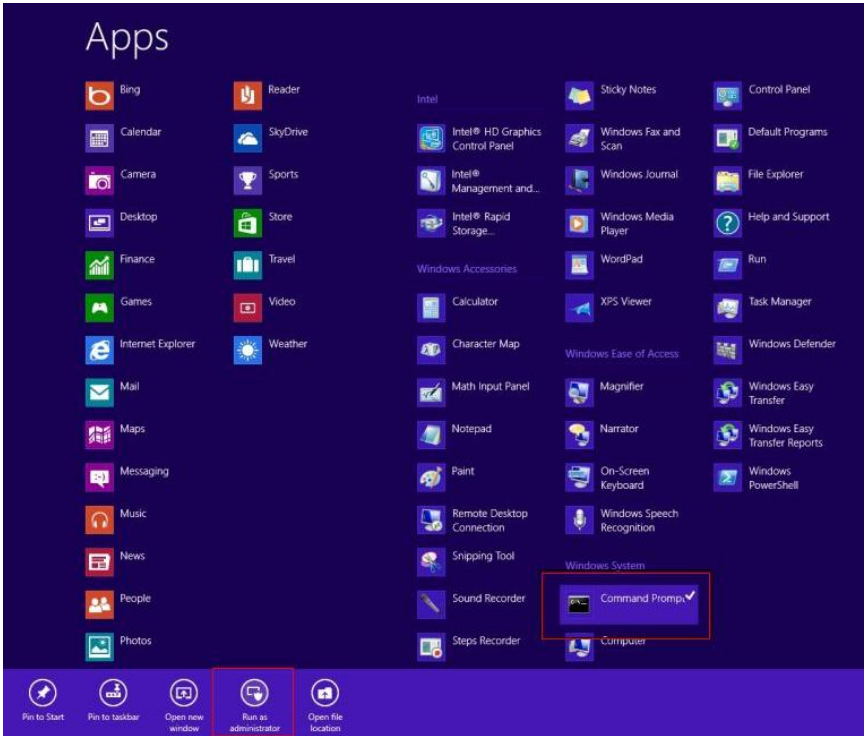 Apps
Bing
Calendar
Camera
Desktop
Finance
Games
Internet Explorer
Mail
Maps
Messaging
Music
News
People
Photos
Reader
SkyDrive
Sports
Store
Travel
Video
Weather
Intel
Intel® HD Graphics
Control Panel
Intel®
Management and...
Intel® Rapid
Storage...
Windows Accessories
Calculator
Character Map
Math Input Panel
Notepad
Paint
Remote Desktop
Connection
Snipping Tool
Sound Recorder
Steps Recorder
Sticky Notes
Windows Fax and
Scan
Windows Journal
Windows Media
Player
WordPad
XPS Viewer
Windows Ease of Access
Magnifier
Narrator
On-Screen
Keyboard
Windows Speech
Recognition
Windows System
Command Prompt
Computer
Control Panel
Default Programs
File Explorer
Help and Support
Run
Task Manager
Windows Defender
Windows Easy
Transfer
Windows Easy
Transfer Reports
Windows
PowerShell
Pin to Start
Pin to taskbar
Open new
window
Run as
administrator
Open file
location